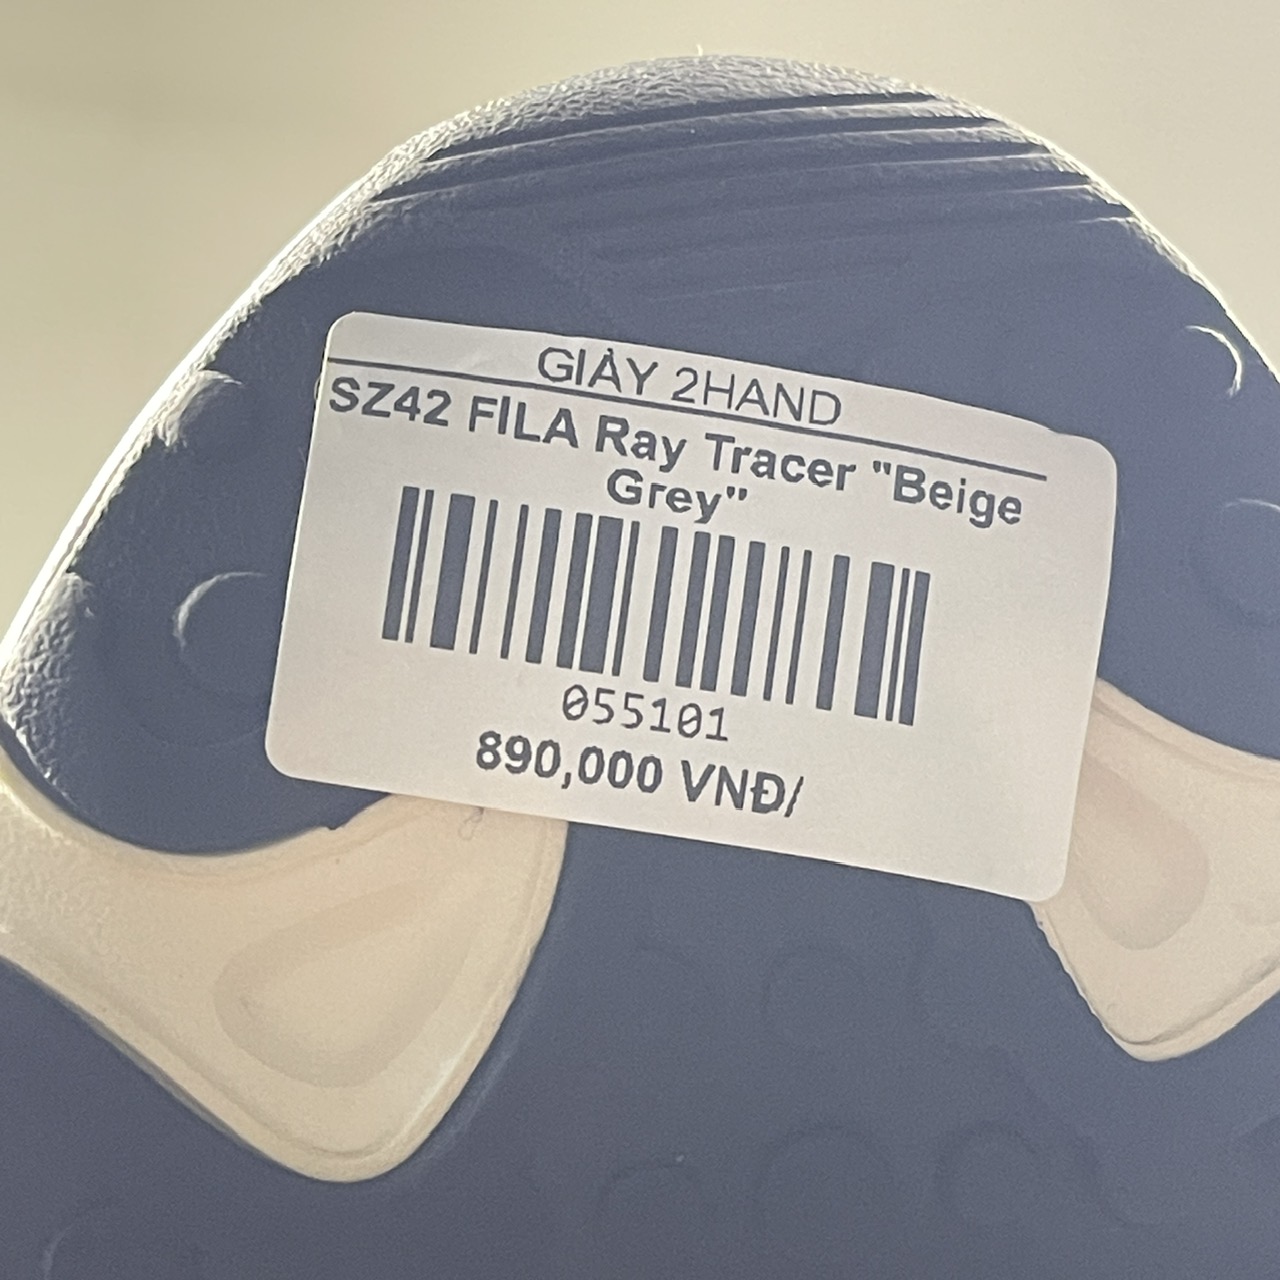 GIÀY 2HAND
SZ42 FILA Ray Tracer "Beige
Grey"
055101
890,000 VNĐ/